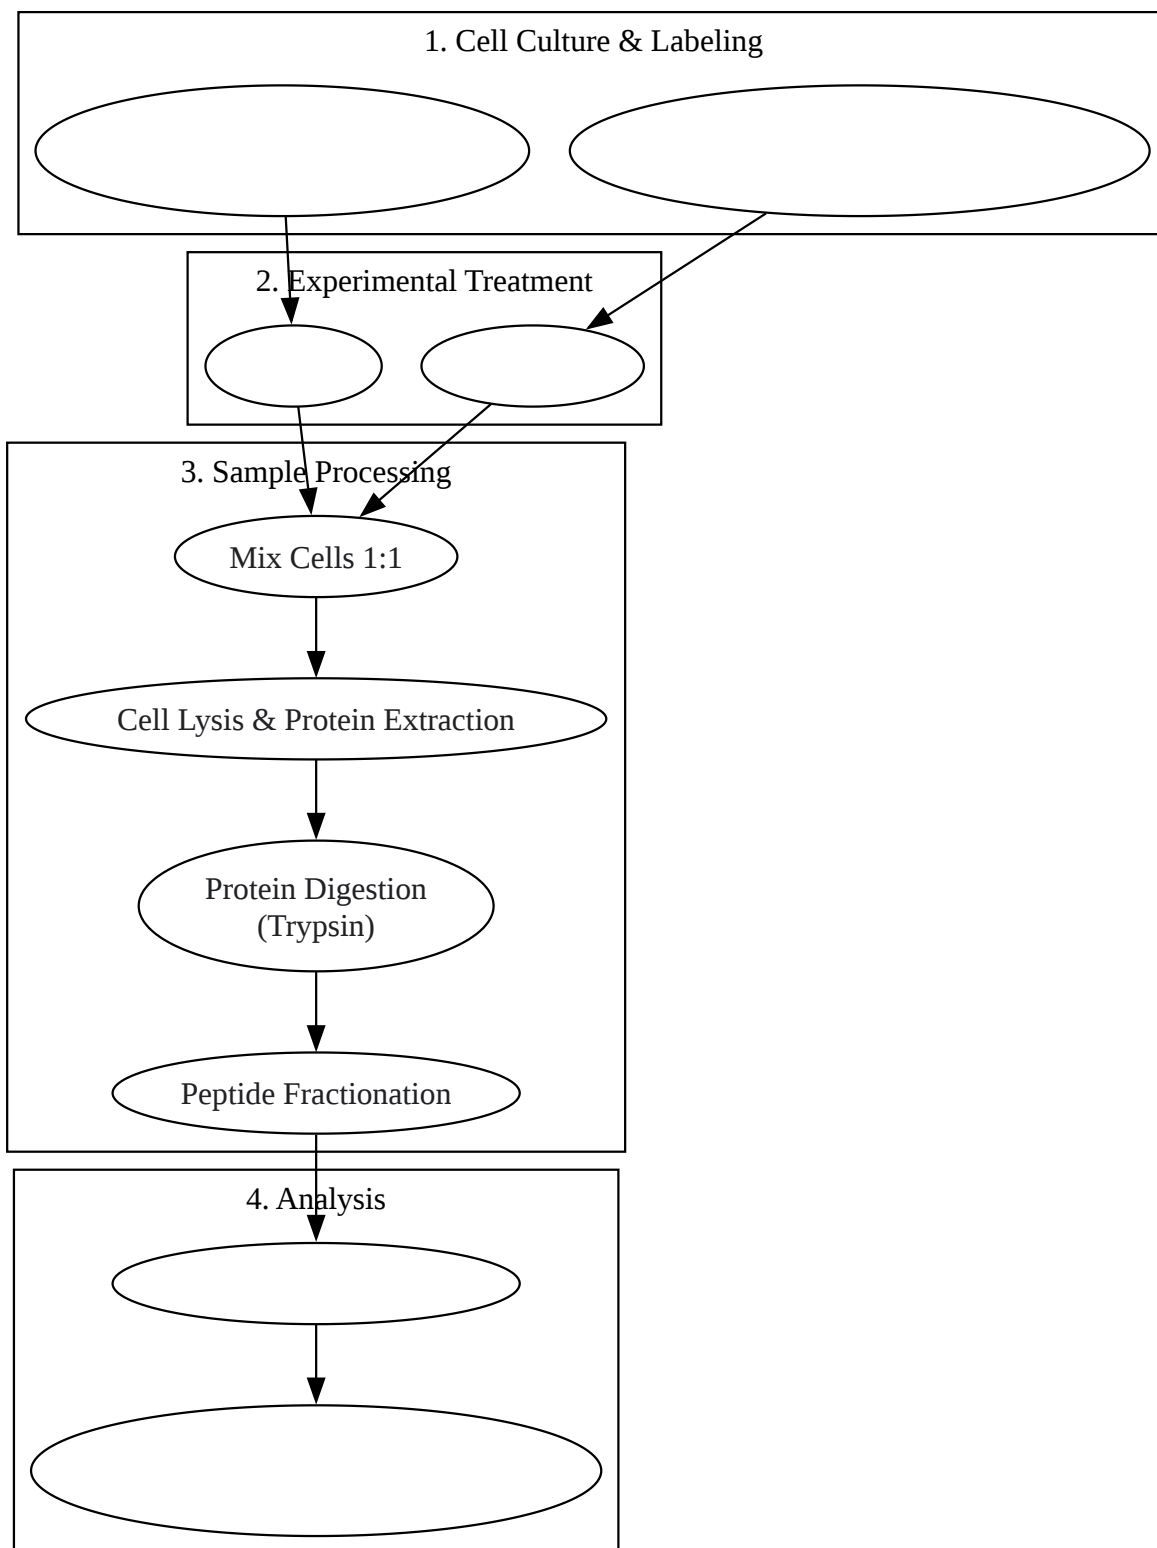 1. Cell Culture & Labeling
2. Experimental Treatment
3. Sample Processing
Mix Cells 1:1
Cell Lysis & Protein Extraction
Protein Digestion
(Trypsin)
Peptide Fractionation
4. Analysis